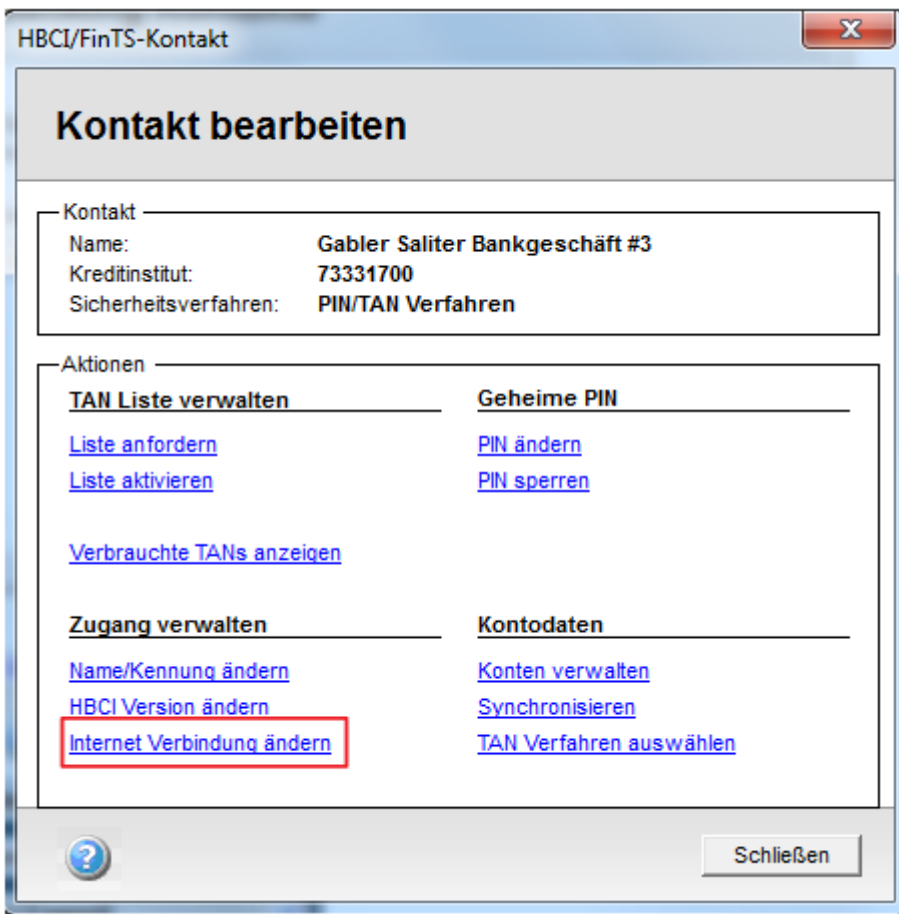 HBCI/FinTS-Kontakt
Kontakt bearbeiten
Kontakt
Name: Gabler Saliter Bankgeschäft #3
Kreditinstitut: 73331700
Sicherheitsverfahren: PIN/TAN Verfahren
Aktionen
TAN Liste verwalten
Liste anfordern
Liste aktivieren
Verbrauchte TANs anzeigen
Geheime PIN
PIN ändern
PIN sperren
Zugang verwalten
Name/Kennung ändern
HBCI Version ändern
Internet Verbindung ändern
Kontodaten
Konten verwalten
Synchronisieren
TAN Verfahren auswählen
Schließen